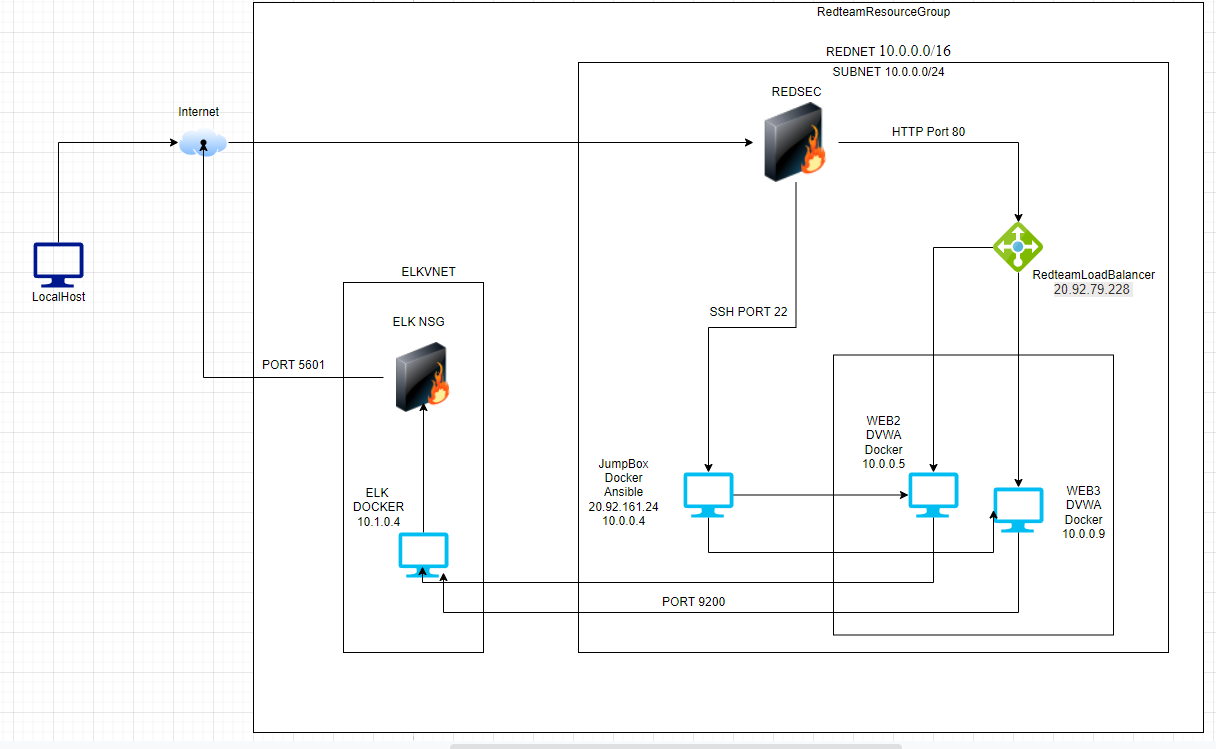 RedteamResourceGroup
REDNET 10.0.0.0/16
SUBNET 10.0.0.0/24
REDSEC
Internet
HTTP Port 80
LocalHost
ELKVNET
RedteamLoadBalancer
20.92.79.228
SSH PORT 22
ELK NSG
PORT 5601
WEB2
DVWA
Docker
10.0.0.5
JumpBox
Docker
Ansible
20.92.161.24
10.0.0.4
ELK
DOCKER
10.1.0.4
WEB3
DVWA
Docker
10.0.0.9
PORT 9200